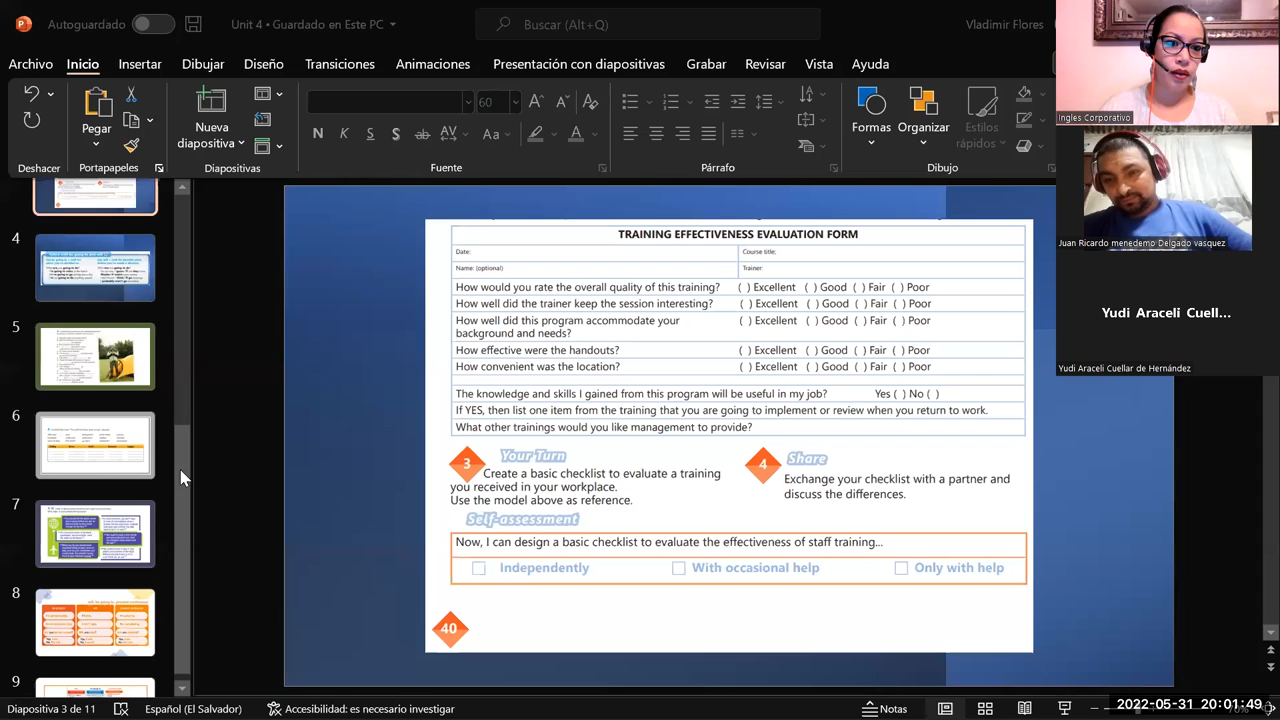 Autoguardado
Unit 4 • Guardado en Este PC
Buscar (Alt+Q)
Vladimir Flores
Archivo
Inicio
Insertar
Dibujar
Diseño
Transiciones
Animaciones
Presentación con diapositivas
Grabar
Revisar
Vista
Ayuda
Pegar
Nueva
diapositiva
60
N K S S ab AV Aa A
Formas
Organizar
Estilos
rápidos
Deshacer
Portapapeles
Diapositivas
Fuente
Párrafo
Dibujo
Ingles Corporativo
Juan Ricardo menedemo Delgado vasquez
Yudi Araceli Cuell...
Yudi Araceli Cuellar de Hernández
4
5
6
7
8
9
TRAINING EFFECTIVENESS EVALUATION FORM
Date: Course title:
Name: (optional) Trainer:
How would you rate the overall quality of this training? ( ) Excellent ( ) Good ( ) Fair ( ) Poor
How well did the trainer keep the session interesting? ( ) Excellent ( ) Good ( ) Fair ( ) Poor
How well did this program accommodate your ( ) Excellent ( ) Good ( ) Fair ( ) Poor
background and needs?
How effective were the handouts? ( ) Excellent ( ) Good ( ) Fair ( ) Poor
How convenient was the location? ( ) Excellent ( ) Good ( ) Fair ( ) Poor
The knowledge and skills I gained from this program will be useful in my job? Yes ( ) No ( )
If YES, then list one item from the training that you are going to implement or review when you return to work.
What other trainings would you like management to provide?
3 Your Turn
Create a basic checklist to evaluate a training
you received in your workplace.
Use the model above as reference.
4 Share
Exchange your checklist with a partner and
discuss the differences.
Now, I can design a basic checklist to evaluate the effectiveness of staff training...
Independently
With occasional help
Only with help
40
Diapositiva 3 de 11
Español (El Salvador)
Accesibilidad: es necesario investigar
Notas
2022-05-31 20:01:49